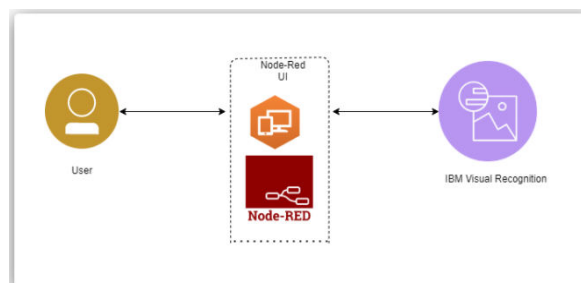 Node-Red
UI
User
Node-RED
IBM Visual Recognition